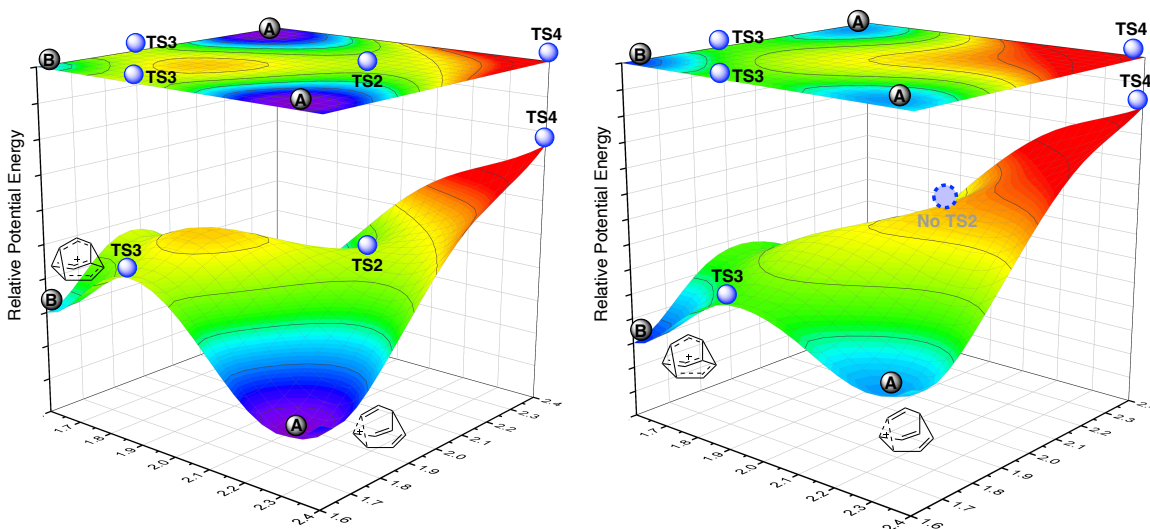 A
B
TS3
TS3
TS2
TS4
A
TS4
Relative Potential Energy
TS3
TS2
B
A
1.7
1.8
1.9
2.0
2.1
2.2
2.3
2.4
1.6
1.7
1.8
1.9
2.0
2.1
2.2
2.3
2.4
A
B
TS3
TS3
TS4
A
TS4
Relative Potential Energy
No TS2
TS3
B
A
1.7
1.8
1.9
2.0
2.1
2.2
2.3
2.4
1.6
1.7
1.8
1.9
2.0
2.1
2.2
2.3